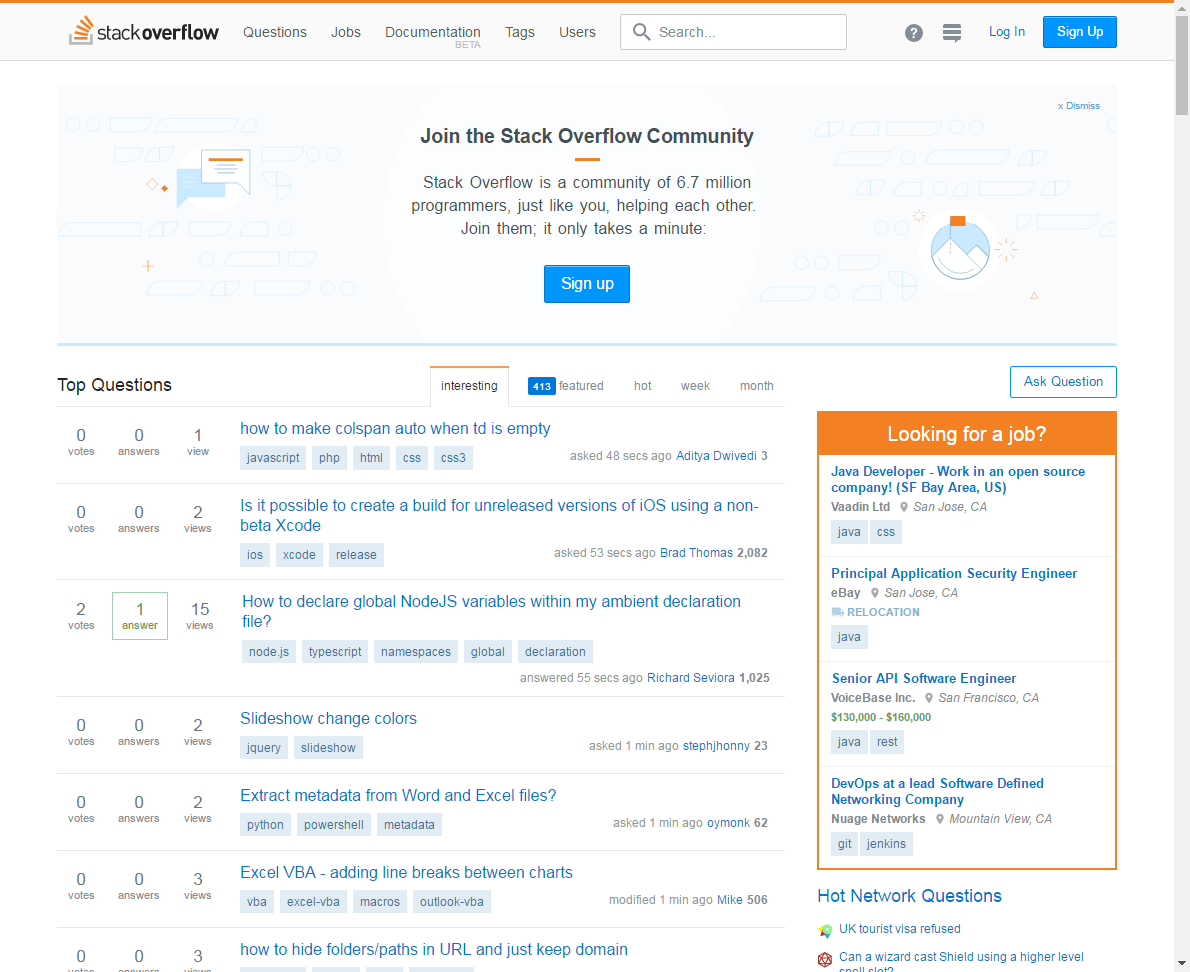 stackoverflow Questions Jobs Documentation BETA Tags Users Search... ? Log In Sign Up
x Dismiss
Join the Stack Overflow Community
Stack Overflow is a community of 6.7 million
programmers, just like you, helping each other.
Join them; it only takes a minute:
Sign up
Top Questions interesting 413 featured hot week month
0 votes 0 answers 1 view
how to make colspan auto when td is empty
javascript php html css css3
asked 48 secs ago Aditya Dwivedi 3
0 votes 0 answers 2 views
Is it possible to create a build for unreleased versions of iOS using a non-
beta Xcode
ios xcode release
asked 53 secs ago Brad Thomas 2,082
2 votes 1 answer 15 views
How to declare global NodeJS variables within my ambient declaration
file?
node.js typescript namespaces global declaration
answered 55 secs ago Richard Seviora 1,025
0 votes 0 answers 2 views
Slideshow change colors
jquery slideshow
asked 1 min ago stephjhonny 23
0 votes 0 answers 2 views
Extract metadata from Word and Excel files?
python powershell metadata
asked 1 min ago oymonk 62
0 votes 0 answers 3 views
Excel VBA - adding line breaks between charts
vba excel-vba macros outlook-vba
modified 1 min ago Mike 506
0 votes 0 answers 3 views
how to hide folders/paths in URL and just keep domain
Ask Question
Looking for a job?
Java Developer - Work in an open source
company! (SF Bay Area, US)
Vaadin Ltd San Jose, CA
java css
Principal Application Security Engineer
eBay San Jose, CA
RELOCATION
java
Senior API Software Engineer
VoiceBase Inc. San Francisco, CA
$130,000 - $160,000
java rest
DevOps at a lead Software Defined
Networking Company
Nuage Networks Mountain View, CA
git jenkins
Hot Network Questions
UK tourist visa refused
Can a wizard cast Shield using a higher level
spell slot?